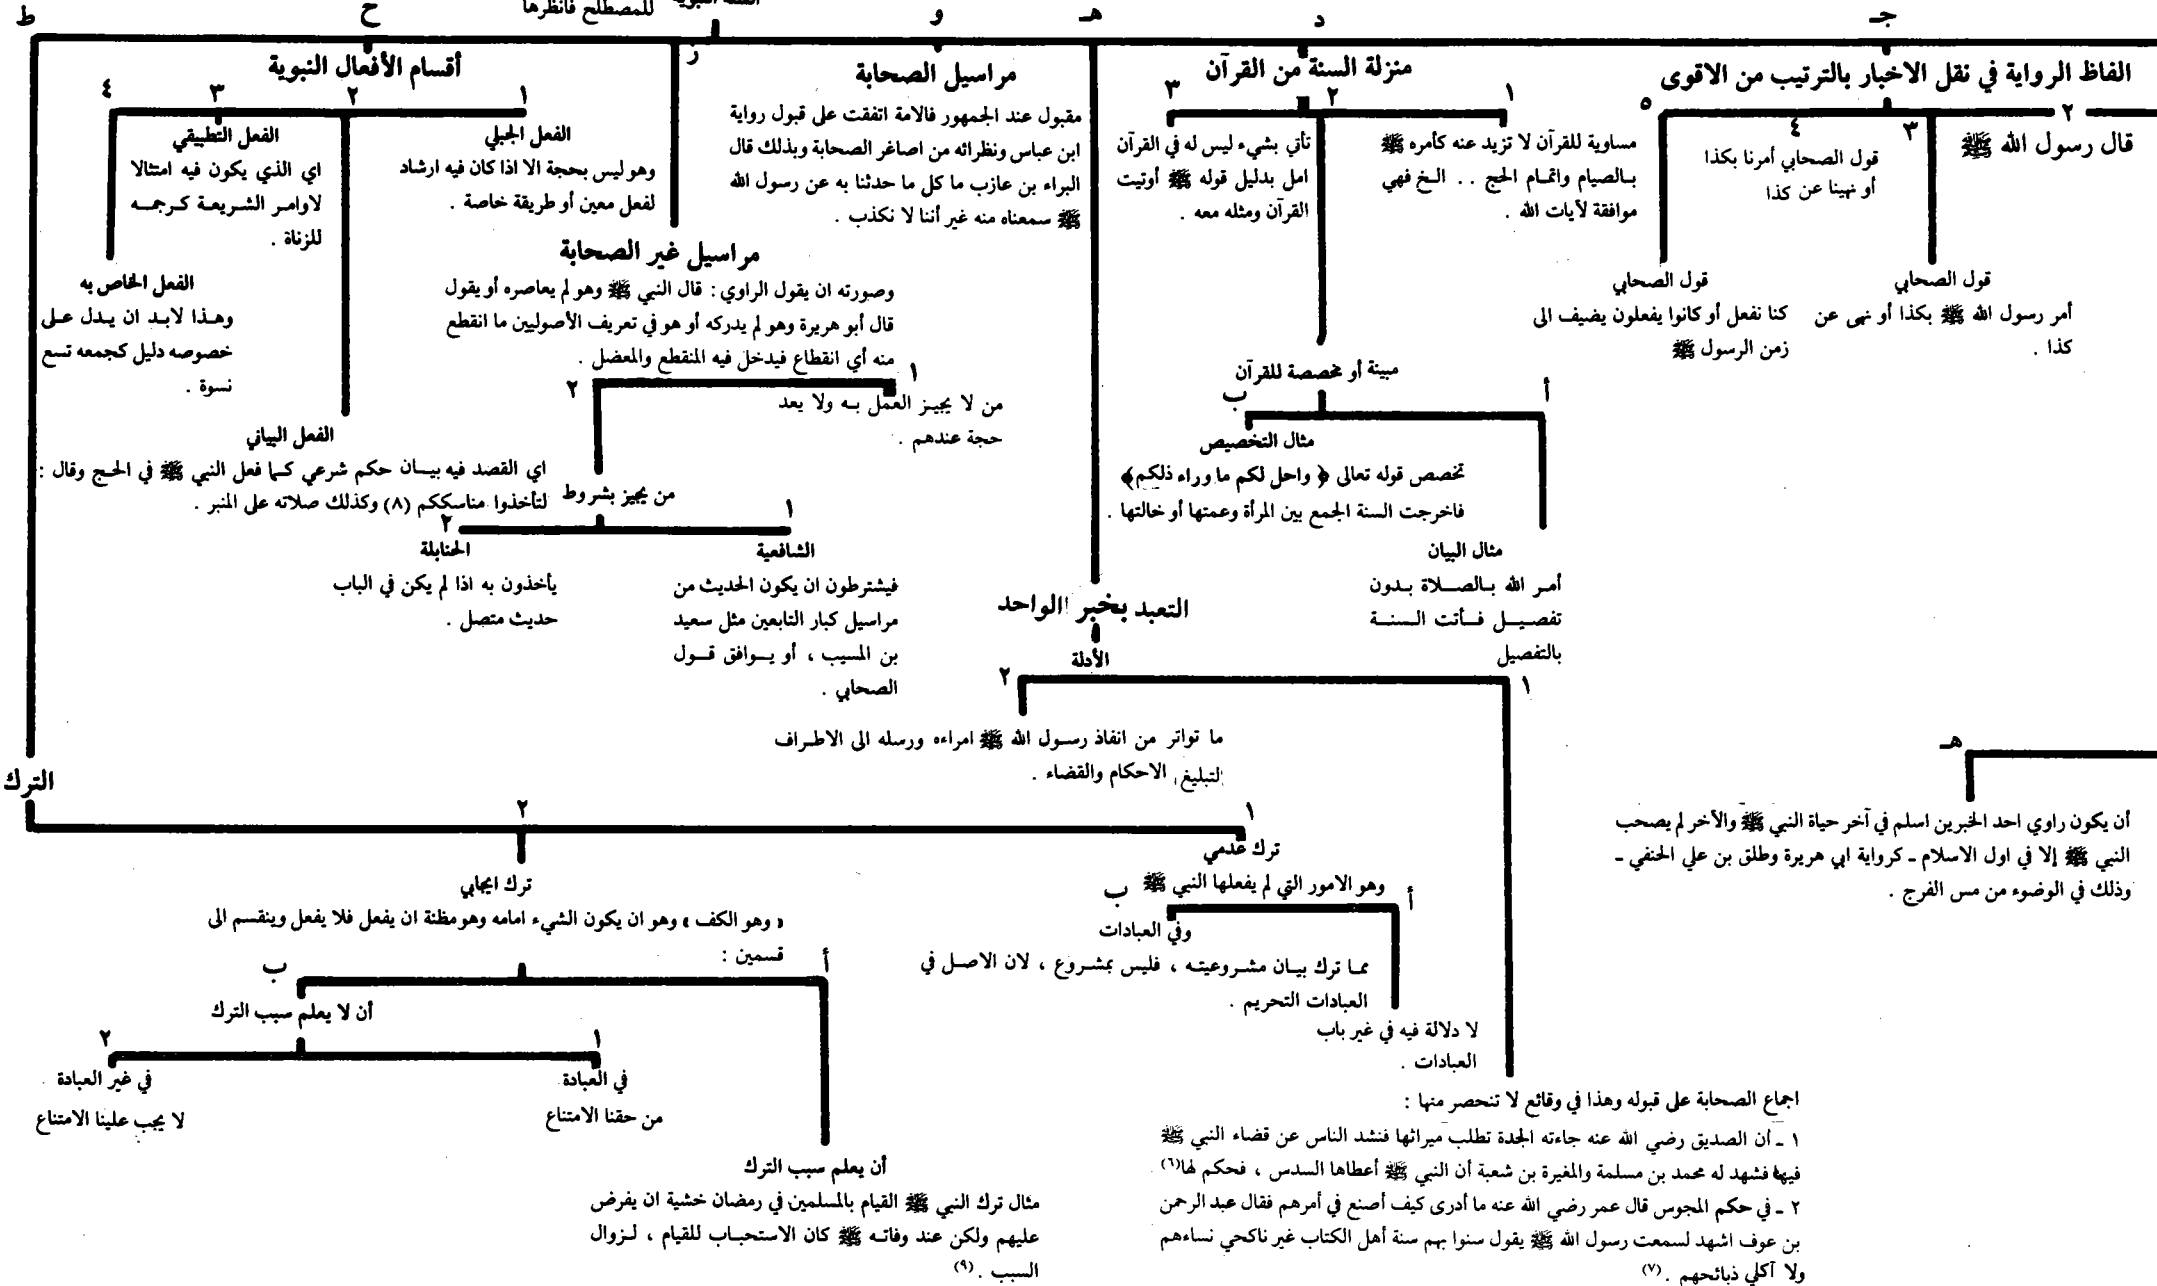 للمصطلح فانظرها
جـ
د
هـ
و
ز
ح
ط
الفاظ الرواية في نقل الاخبار بالترتيب من الاقوى
٢
قال رسول الله ﷺ
٣
قول الصحابي
أمر رسول الله ﷺ بكذا أو نهى عن
كذا .
٤
قول الصحابي أمرنا بكذا
أو نهينا عن كذا
٥
قول الصحابي
كنا نفعل أو كانوا يفعلون يضيف الى
زمن الرسول ﷺ
هـ
أن يكون راوي احد الخبرين اسلم في آخر حياة النبي ﷺ والآخر لم يصحب
النبي ﷺ إلا في اول الاسلام ـ كرواية ابي هريرة وطلق بن علي الحنفي ـ
وذلك في الوضوء من مس الفرج .
منزلة السنة من القرآن
١
مساوية للقرآن لا تزيد عنه كأمره ﷺ
بالصيام واتمام الحج .. الخ فهي
موافقة لأيات الله .
٢
مبينة أو مخصصة للقرآن
أ
مثال البيان
أمر الله بالصلاة بدون
تفصيل فأتت السنة
بالتفصيل
ب
مثال التخصيص
تخصص قوله تعالى ﴿ واحل لكم ما وراء ذلكم ﴾
فاخرجت السنة الجمع بين المرأة وعمتها أو خالتها .
٣
تأتي بشيء ليس له في القرآن
امل بدليل قوله ﷺ أوتيت
القرآن ومثله معه .
التعبد بخبر الواحد
الأدلة
١
اجماع الصحابة على قبوله وهذا في وقائع لا تنحصر منها :
١ ـ أن الصديق رضي الله عنه جاءته الجدة تطلب ميراثها فنشد الناس عن قضاء النبي ﷺ
فيها فشهد له محمد بن مسلمة والمغيرة بن شعبة أن النبي ﷺ أعطاها السدس ، فحكم لها(٦)
٢ ـ في حكم المجوس قال عمر رضي الله عنه ما أدرى كيف أصنع في أمرهم فقال عبد الرحمن
بن عوف اشهد لسمعت رسول الله ﷺ يقول سنوا بهم سنة أهل الكتاب غير ناكحي نساءهم
ولا آكلي ذبائحهم .(٧)
٢
ما تواتر من انفاذ رسول الله ﷺ امراءه ورسله الى الاطراف
لتبليغ الاحكام والقضاء .
مراسيل الصحابة
مقبول عند الجمهور فالامة اتفقت على قبول رواية
ابن عباس ونظرائه من اصاغر الصحابة وبذلك قال
البراء بن عازب ما كل ما حدثنا به عن رسول الله
ﷺ سمعناه منه غير أننا لا نكذب .
مراسيل غير الصحابة
وصورته ان يقول الراوي : قال النبي ﷺ وهو لم يعاصره أو يقول
قال أبو هريرة وهو لم يدركه أو هو في تعريف الأصوليين ما انقطع
منه أي انقطاع فيدخل فيه المنقطع والمعضل .
١
من لا يجيز العمل به ولا يعد
حجة عندهم .
٢
من يجيز بشروط
١
الشافعية
فيشترطون ان يكون الحديث من
مراسيل كبار التابعين مثل سعيد
بن المسيب ، أو يوافق قول
الصحابي .
٢
الحنابلة
يأخذون به اذا لم يكن في الباب
حديث متصل .
أقسام الأفعال النبوية
١
الفعل الجبلي
وهو ليس بحجة الا اذا كان فيه ارشاد
لفعل معين أو طريقة خاصة .
٢
الفعل البياني
اي القصد فيه بيان حكم شرعي كما فعل النبي ﷺ في الحج وقال :
لتأخذوا مناسككم (٨) وكذلك صلاته على المنبر .
٣
الفعل التطبيقي
اي الذي يكون فيه امتثالا
لاوامر الشريعة كرجمه
للزناة .
٤
الفعل الخاص به
وهذا لابد ان يدل على
خصوصه دليل كجمعه تسع
نسوة .
الترك
١
ترك عدمي
وهو الامور التي لم يفعلها النبي ﷺ
أ
لا دلالة فيه في غير باب
العبادات .
ب
وفي العبادات
مما ترك بيان مشروعيته ، فليس بمشروع ، لان الاصل في
العبادات التحريم .
٢
ترك ايجابي
« وهو الكف » وهو ان يكون الشيء امامه وهو مظنة ان يفعل فلا يفعل وينقسم الى
قسمين :
أ
أن يعلم سبب الترك
مثال ترك النبي ﷺ القيام بالمسلمين في رمضان خشية ان يفرض
عليهم ولكن عند وفاته ﷺ كان الاستحباب للقيام ، لزوال
السبب .(٩)
ب
أن لا يعلم سبب الترك
١
في العبادة
من حقنا الامتناع
٢
في غير العبادة
لا يجب علينا الامتناع